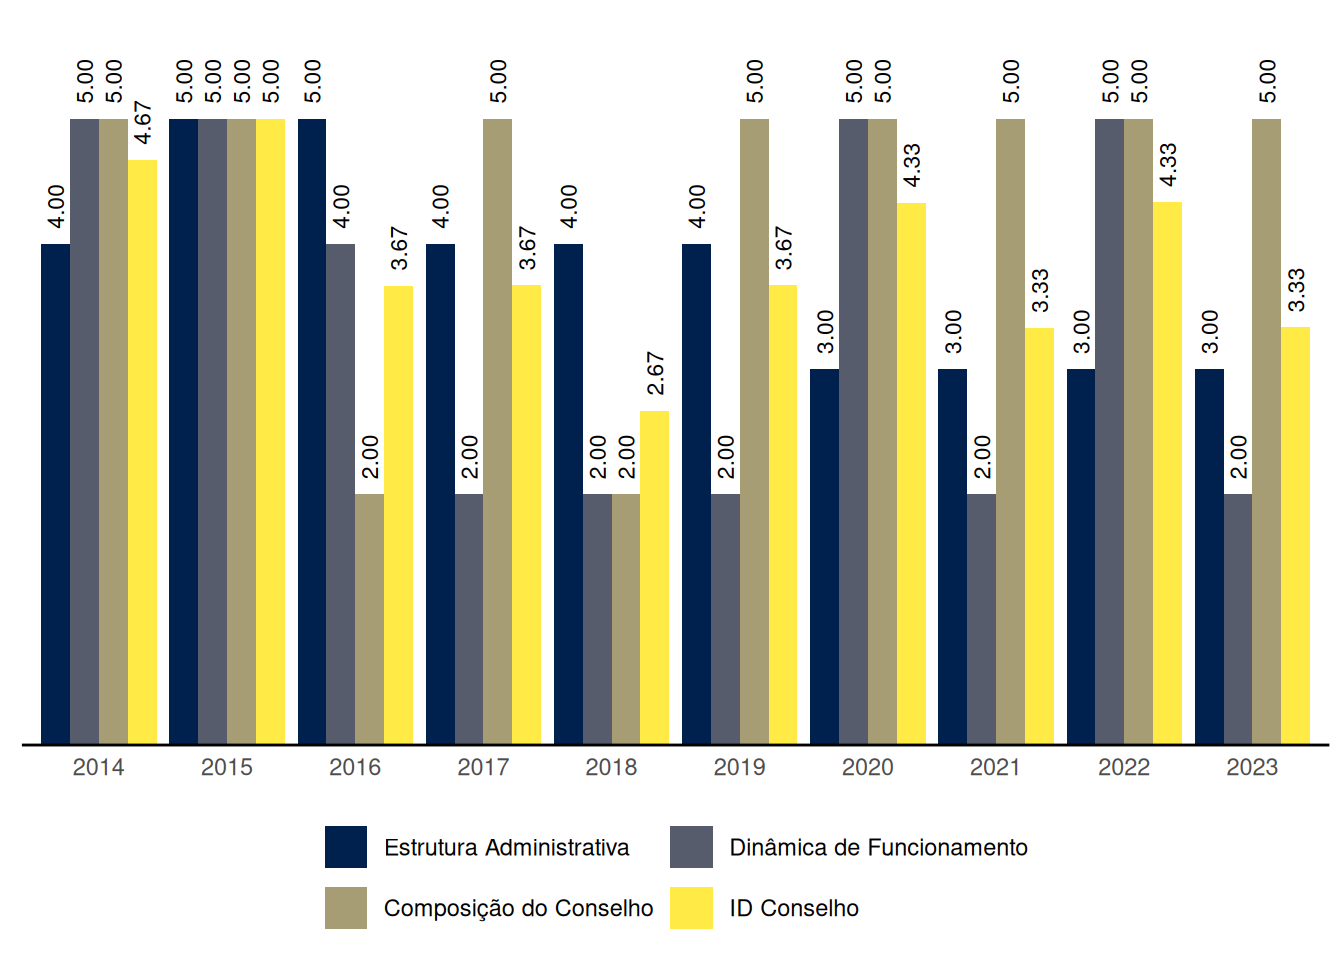 5.00 5.00 5.00 5.00 5.00 5.00 5.00 5.00 5.00 5.00 5.00 5.00 5.00 5.00 5.00
4.67
4.33 4.33
4.00 4.00 4.00 4.00 4.00
3.67 3.67 3.67
3.33 3.33
3.00 3.00 3.00 3.00
2.67
2.00 2.00 2.00 2.00 2.00 2.00 2.00
2014 2015 2016 2017 2018 2019 2020 2021 2022 2023
Estrutura Administrativa Dinâmica de Funcionamento
Composição do Conselho ID Conselho